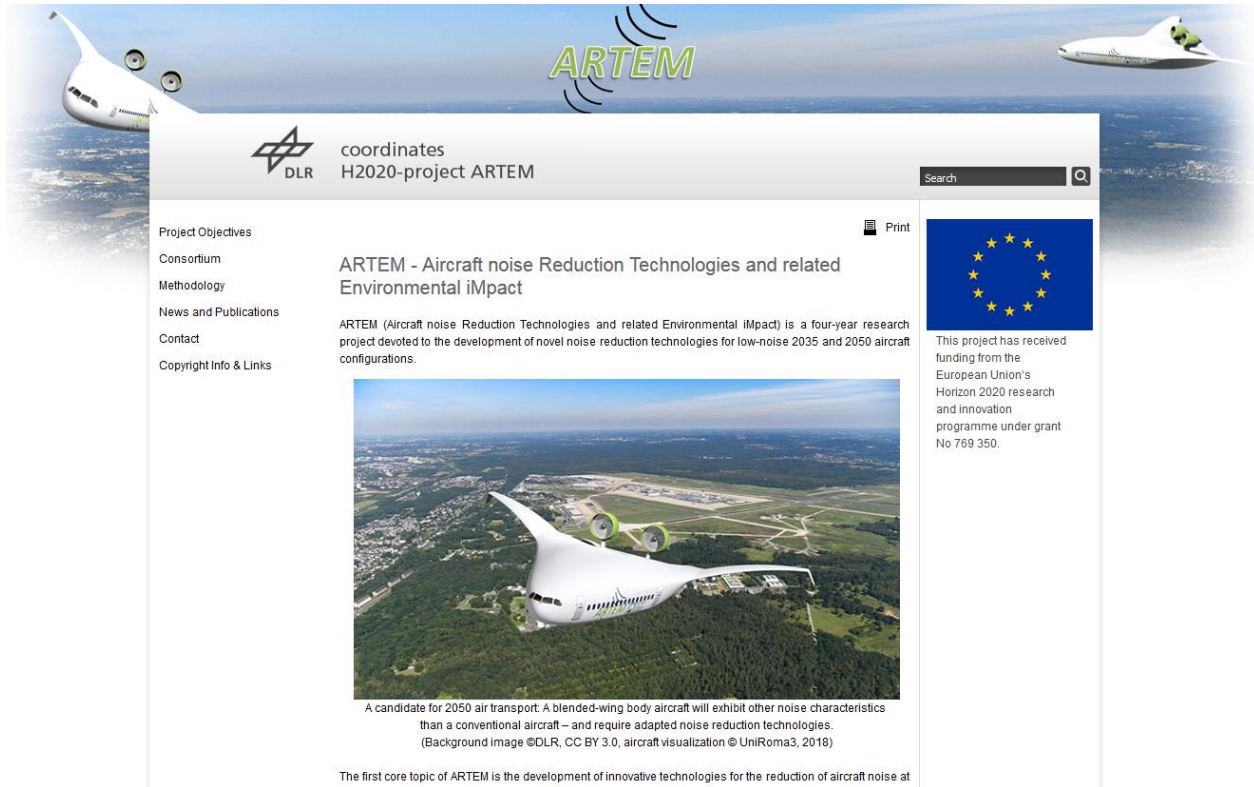 ARTEM
DLR
coordinates
H2020-project ARTEM
Search
Project Objectives
Consortium
Methodology
News and Publications
Contact
Copyright Info & Links
Print
ARTEM - Aircraft noise Reduction Technologies and related
Environmental iMpact
ARTEM (Aircraft noise Reduction Technologies and related Environmental iMpact) is a four-year research
project devoted to the development of novel noise reduction technologies for low-noise 2035 and 2050 aircraft
configurations.
ARTEM
A candidate for 2050 air transport: A blended-wing body aircraft will exhibit other noise characteristics
than a conventional aircraft – and require adapted noise reduction technologies.
(Background image ©DLR, CC BY 3.0, aircraft visualization © UniRoma3, 2018)
The first core topic of ARTEM is the development of innovative technologies for the reduction of aircraft noise at
This project has received
funding from the
European Union's
Horizon 2020 research
and innovation
programme under grant
No 769 350.